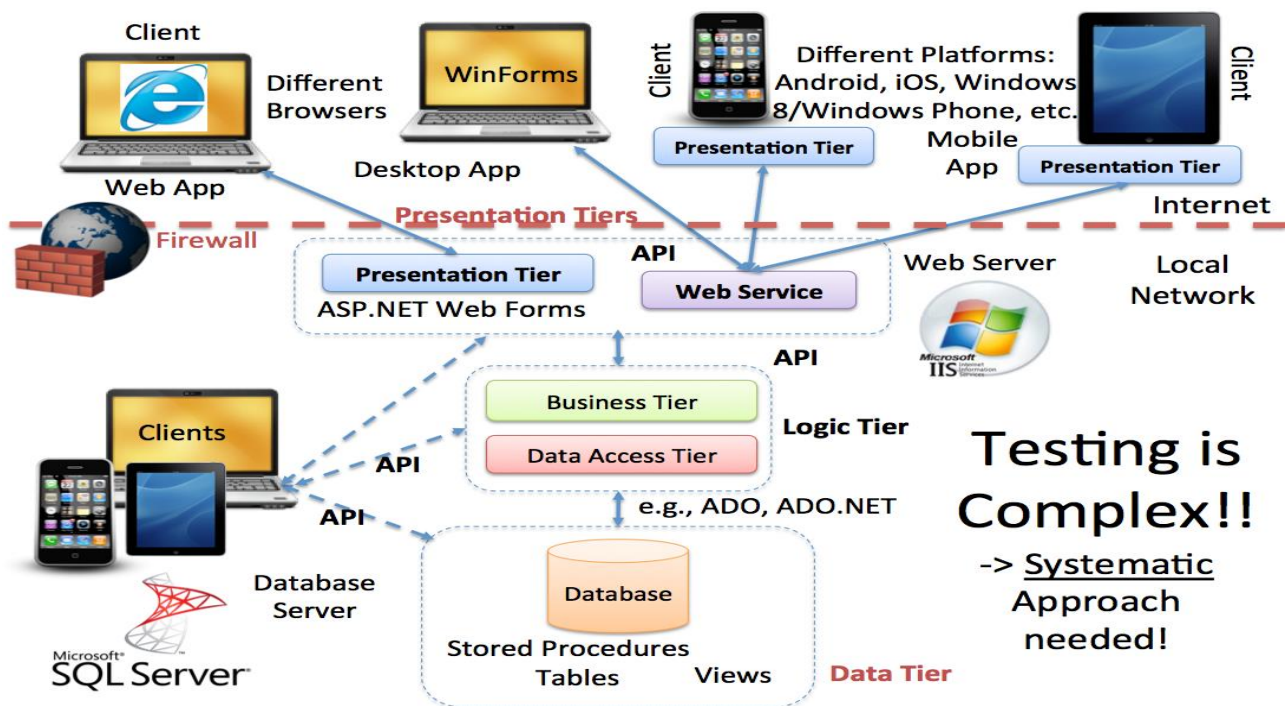 Client
Different
Browsers
Web App
WinForms
Desktop App
Client
Different Platforms:
Android, iOS, Windows
8/Windows Phone, etc.
Mobile
App
Presentation Tier
Client
Presentation Tier
Internet
Presentation Tiers
Firewall
API
Presentation Tier
Web Service
ASP.NET Web Forms
Web Server
Local
Network
Microsoft
IIS Internet
Information
Services
API
Business Tier
Data Access Tier
Logic Tier
Clients
API
API
e.g., ADO, ADO.NET
Database
Server
Microsoft®
SQL Server®
Database
Stored Procedures
Tables
Views
Data Tier
Testing is
Complex!!
-> Systematic
Approach
needed!